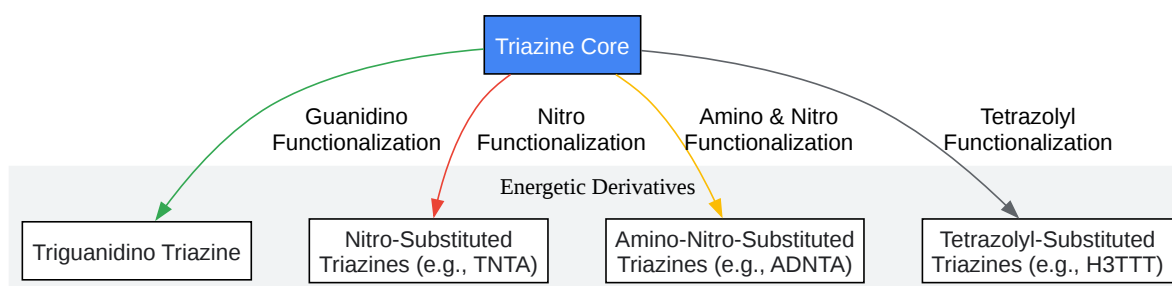 Triazine Core
Guanidino
Functionalization
Nitro
Functionalization
Amino & Nitro
Functionalization
Tetrazolyl
Functionalization
Energetic Derivatives
Triguanidino Triazine
Nitro-Substituted
Triazines (e.g., TNTA)
Amino-Nitro-Substituted
Triazines (e.g., ADNTA)
Tetrazolyl-Substituted
Triazines (e.g., H3TTT)